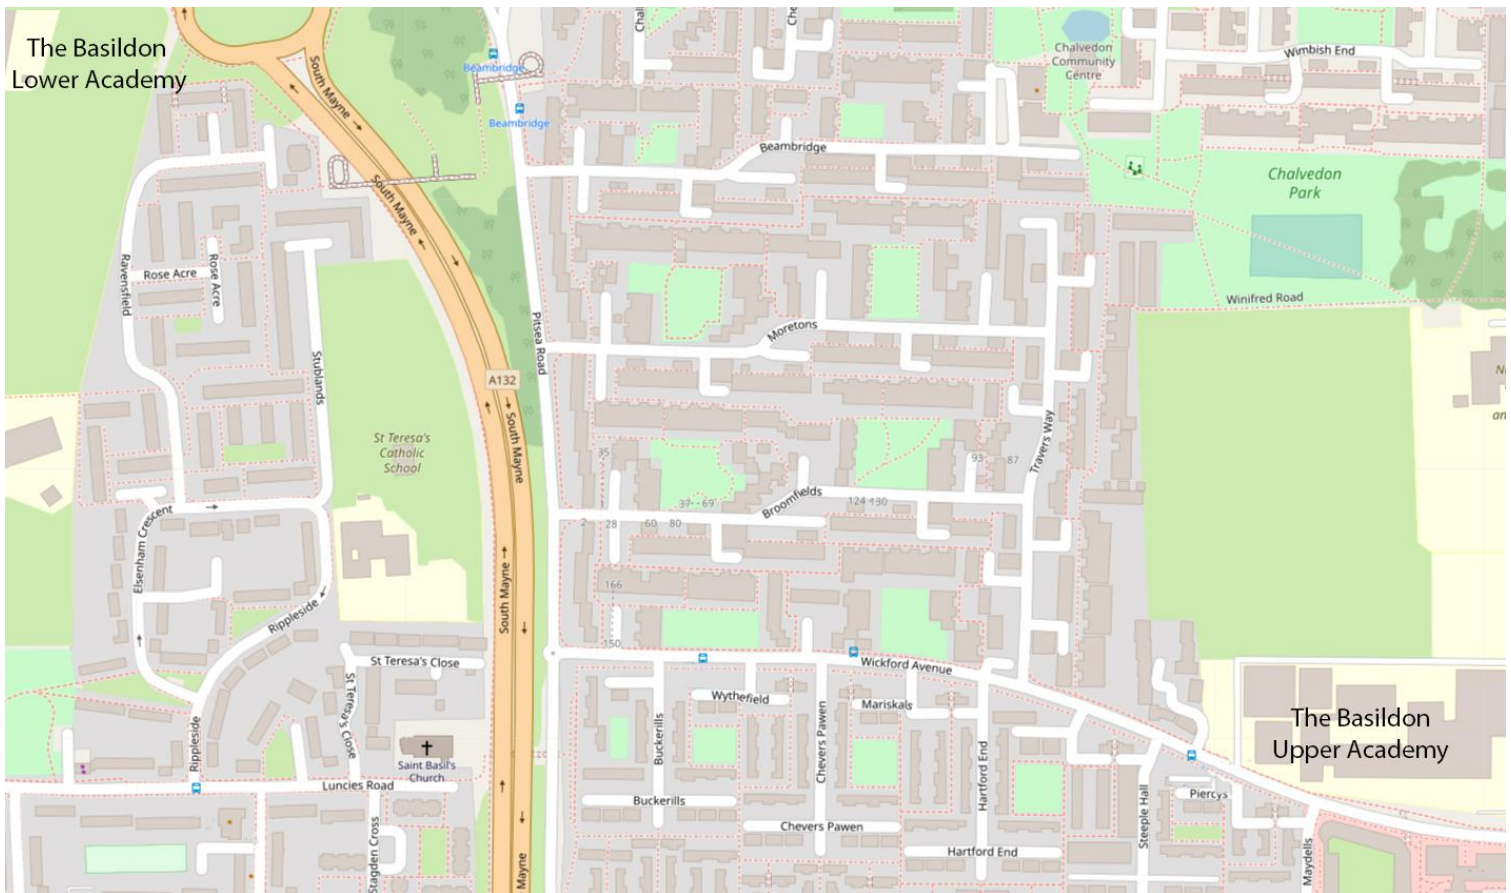 The Basildon
Lower Academy
South Mayne
Beambridge
Beambridge
Chalvedon
Community
Centre
Wimbish End
Beambridge
South Mayne
Chalvedon
Park
Ravensfield
Rose Acre
Rose Acre
Winifred Road
Pitsea Road
Moretons
Stublands
A132
South Mayne
St Teresa's
Catholic
School
Travers Way
35
93
87
37 - 69
Broomfields
124-130
2
28
60
80
Elsenham Crescent
South Mayne
166
Rippleside
150
St Teresa's Close
Wickford Avenue
St Teresa's Close
Wythefield
Mariskals
Rippleside
Buckerills
Chevers Pawen
Hartford End
The Basildon
Upper Academy
Saint Basil's
Church
Luncies Road
Buckerills
Piercys
Steeple Hall
Chevers Pawen
Stagden Cross
Hartford End
Maydells
Mayne